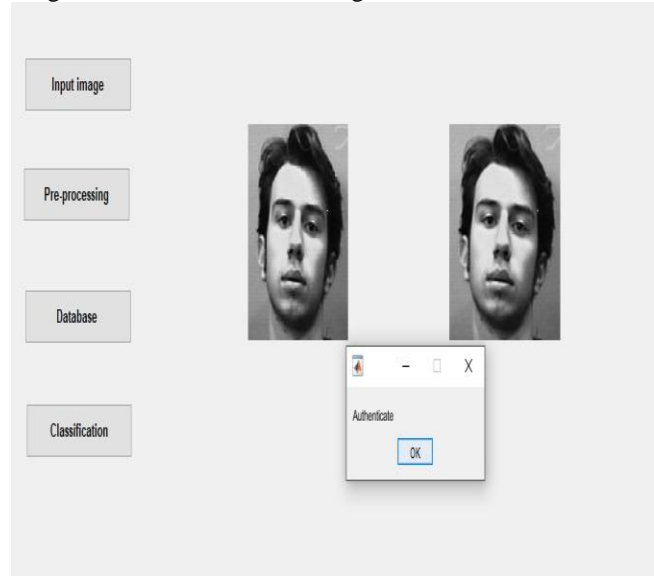 Input image
Pre-processing
Database
Classification
Authenticate
OK